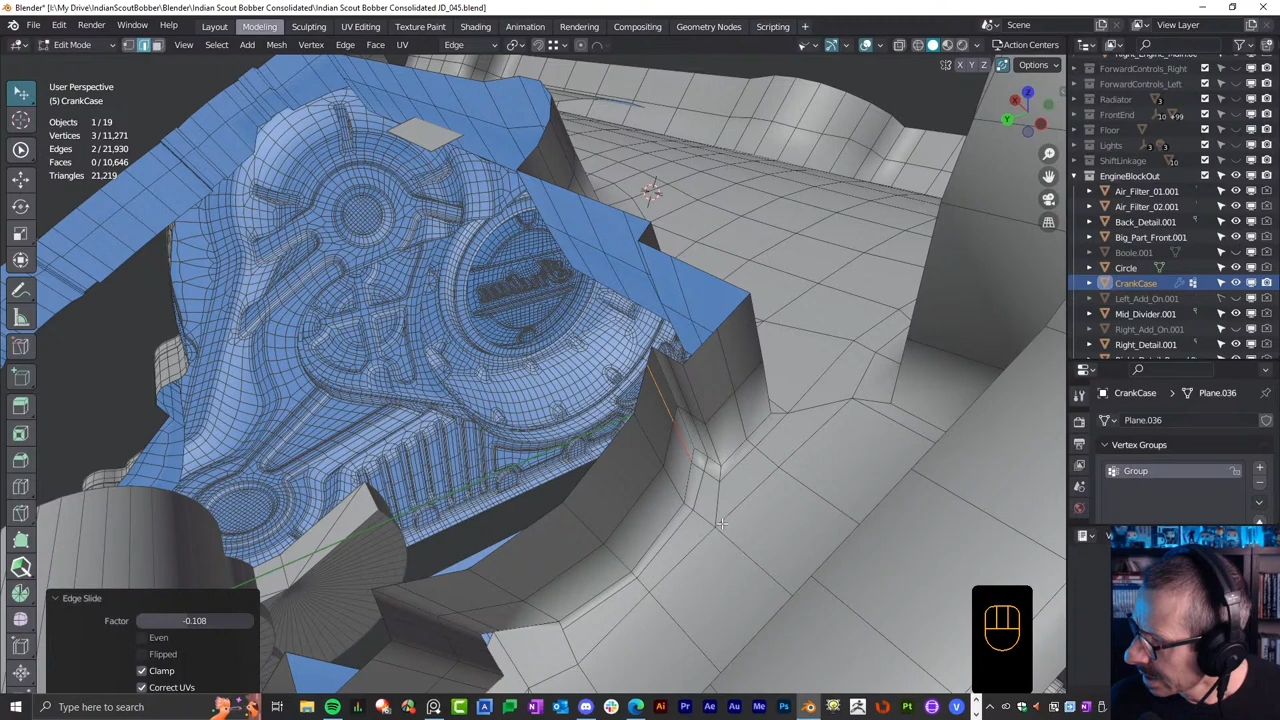 Blender* [I:\My Drive\IndianScoutBobber\Blender\Indian Scout Bobber Consolidated\Indian Scout Bobber Consolidated JD_045.blend]
File Edit Render Window Help Layout Modeling Sculpting UV Editing Texture Paint Shading Animation Rendering Compositing Geometry Nodes Scripting Scene View Layer
Edit Mode View Select Add Mesh Vertex Edge Face UV Edge Action Centers
X Y Z Options
User Perspective
(5) CrankCase
Objects 1 / 19
Vertices 3 / 11,271
Edges 2 / 21,930
Faces 0 / 10,646
Triangles 21,219
Z
X
Y
ForwardControls_Right
ForwardControls_Left
Radiator 3
FrontEnd 10 +99
Floor
Lights 3 3
ShiftLinkage 10
EngineBlockOut
Air_Filter_01.001
Air_Filter_02.001
Back_Detail.001
Big_Part_Front.001
Boole.001
Circle
CrankCase
Left_Add_On.001
Mid_Divider.001
Right_Add_On.001
Right_Detail.001
CrankCase Plane.036
Plane.036
Vertex Groups
Group
Edge Slide
Factor -0.108
Even
Flipped
Clamp
Correct UVs
Type here to search